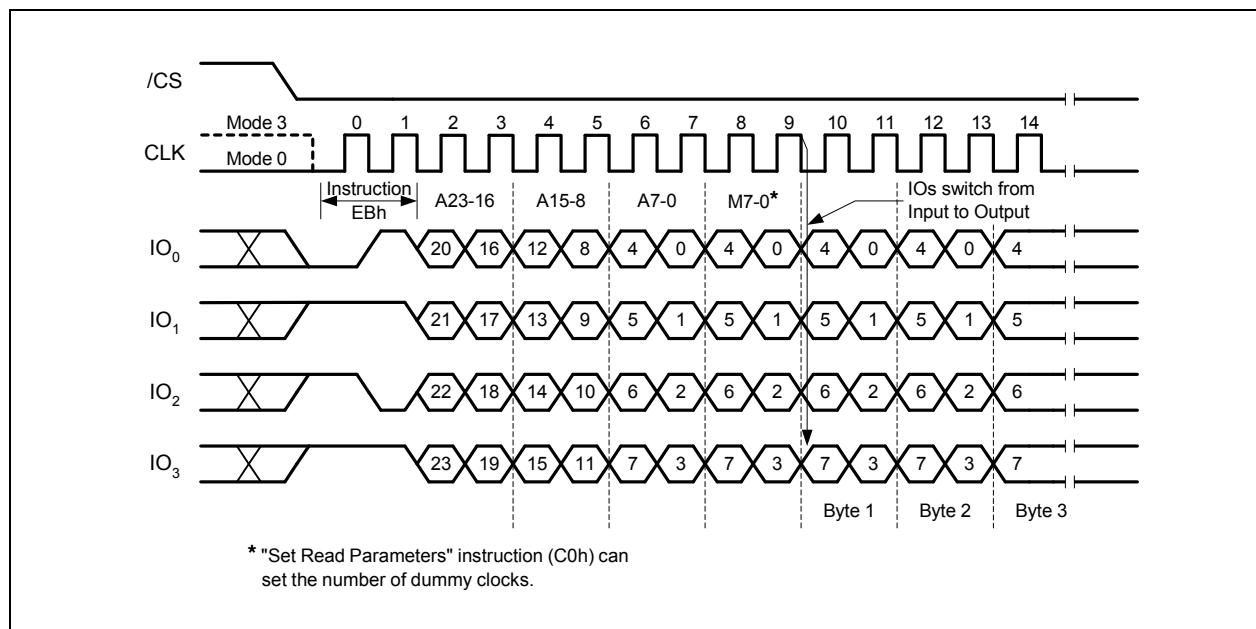 /CS
Mode 3 0 1 2 3 4 5 6 7 8 9 10 11 12 13 14
CLK
Mode 0
Instruction
EBh
A23-16 A15-8 A7-0 M7-0*
IOs switch from
Input to Output
IO0 20 16 12 8 4 0 4 0 4 0 4 0 4
IO1 21 17 13 9 5 1 5 1 5 1 5 1 5
IO2 22 18 14 10 6 2 6 2 6 2 6 2 6
IO3 23 19 15 11 7 3 7 3 7 3 7 3 7
Byte 1 Byte 2 Byte 3
* "Set Read Parameters" instruction (C0h) can
set the number of dummy clocks.